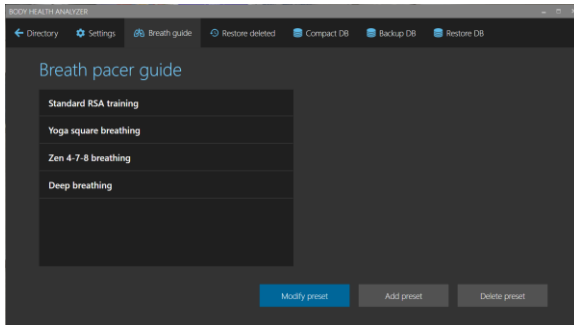 BODY HEALTH ANALYZER
Directory Settings Breath guide Restore deleted Compact DB Backup DB Restore DB
Breath pacer guide
Standard RSA training
Yoga square breathing
Zen 4-7-8 breathing
Deep breathing
Modify preset Add preset Delete preset